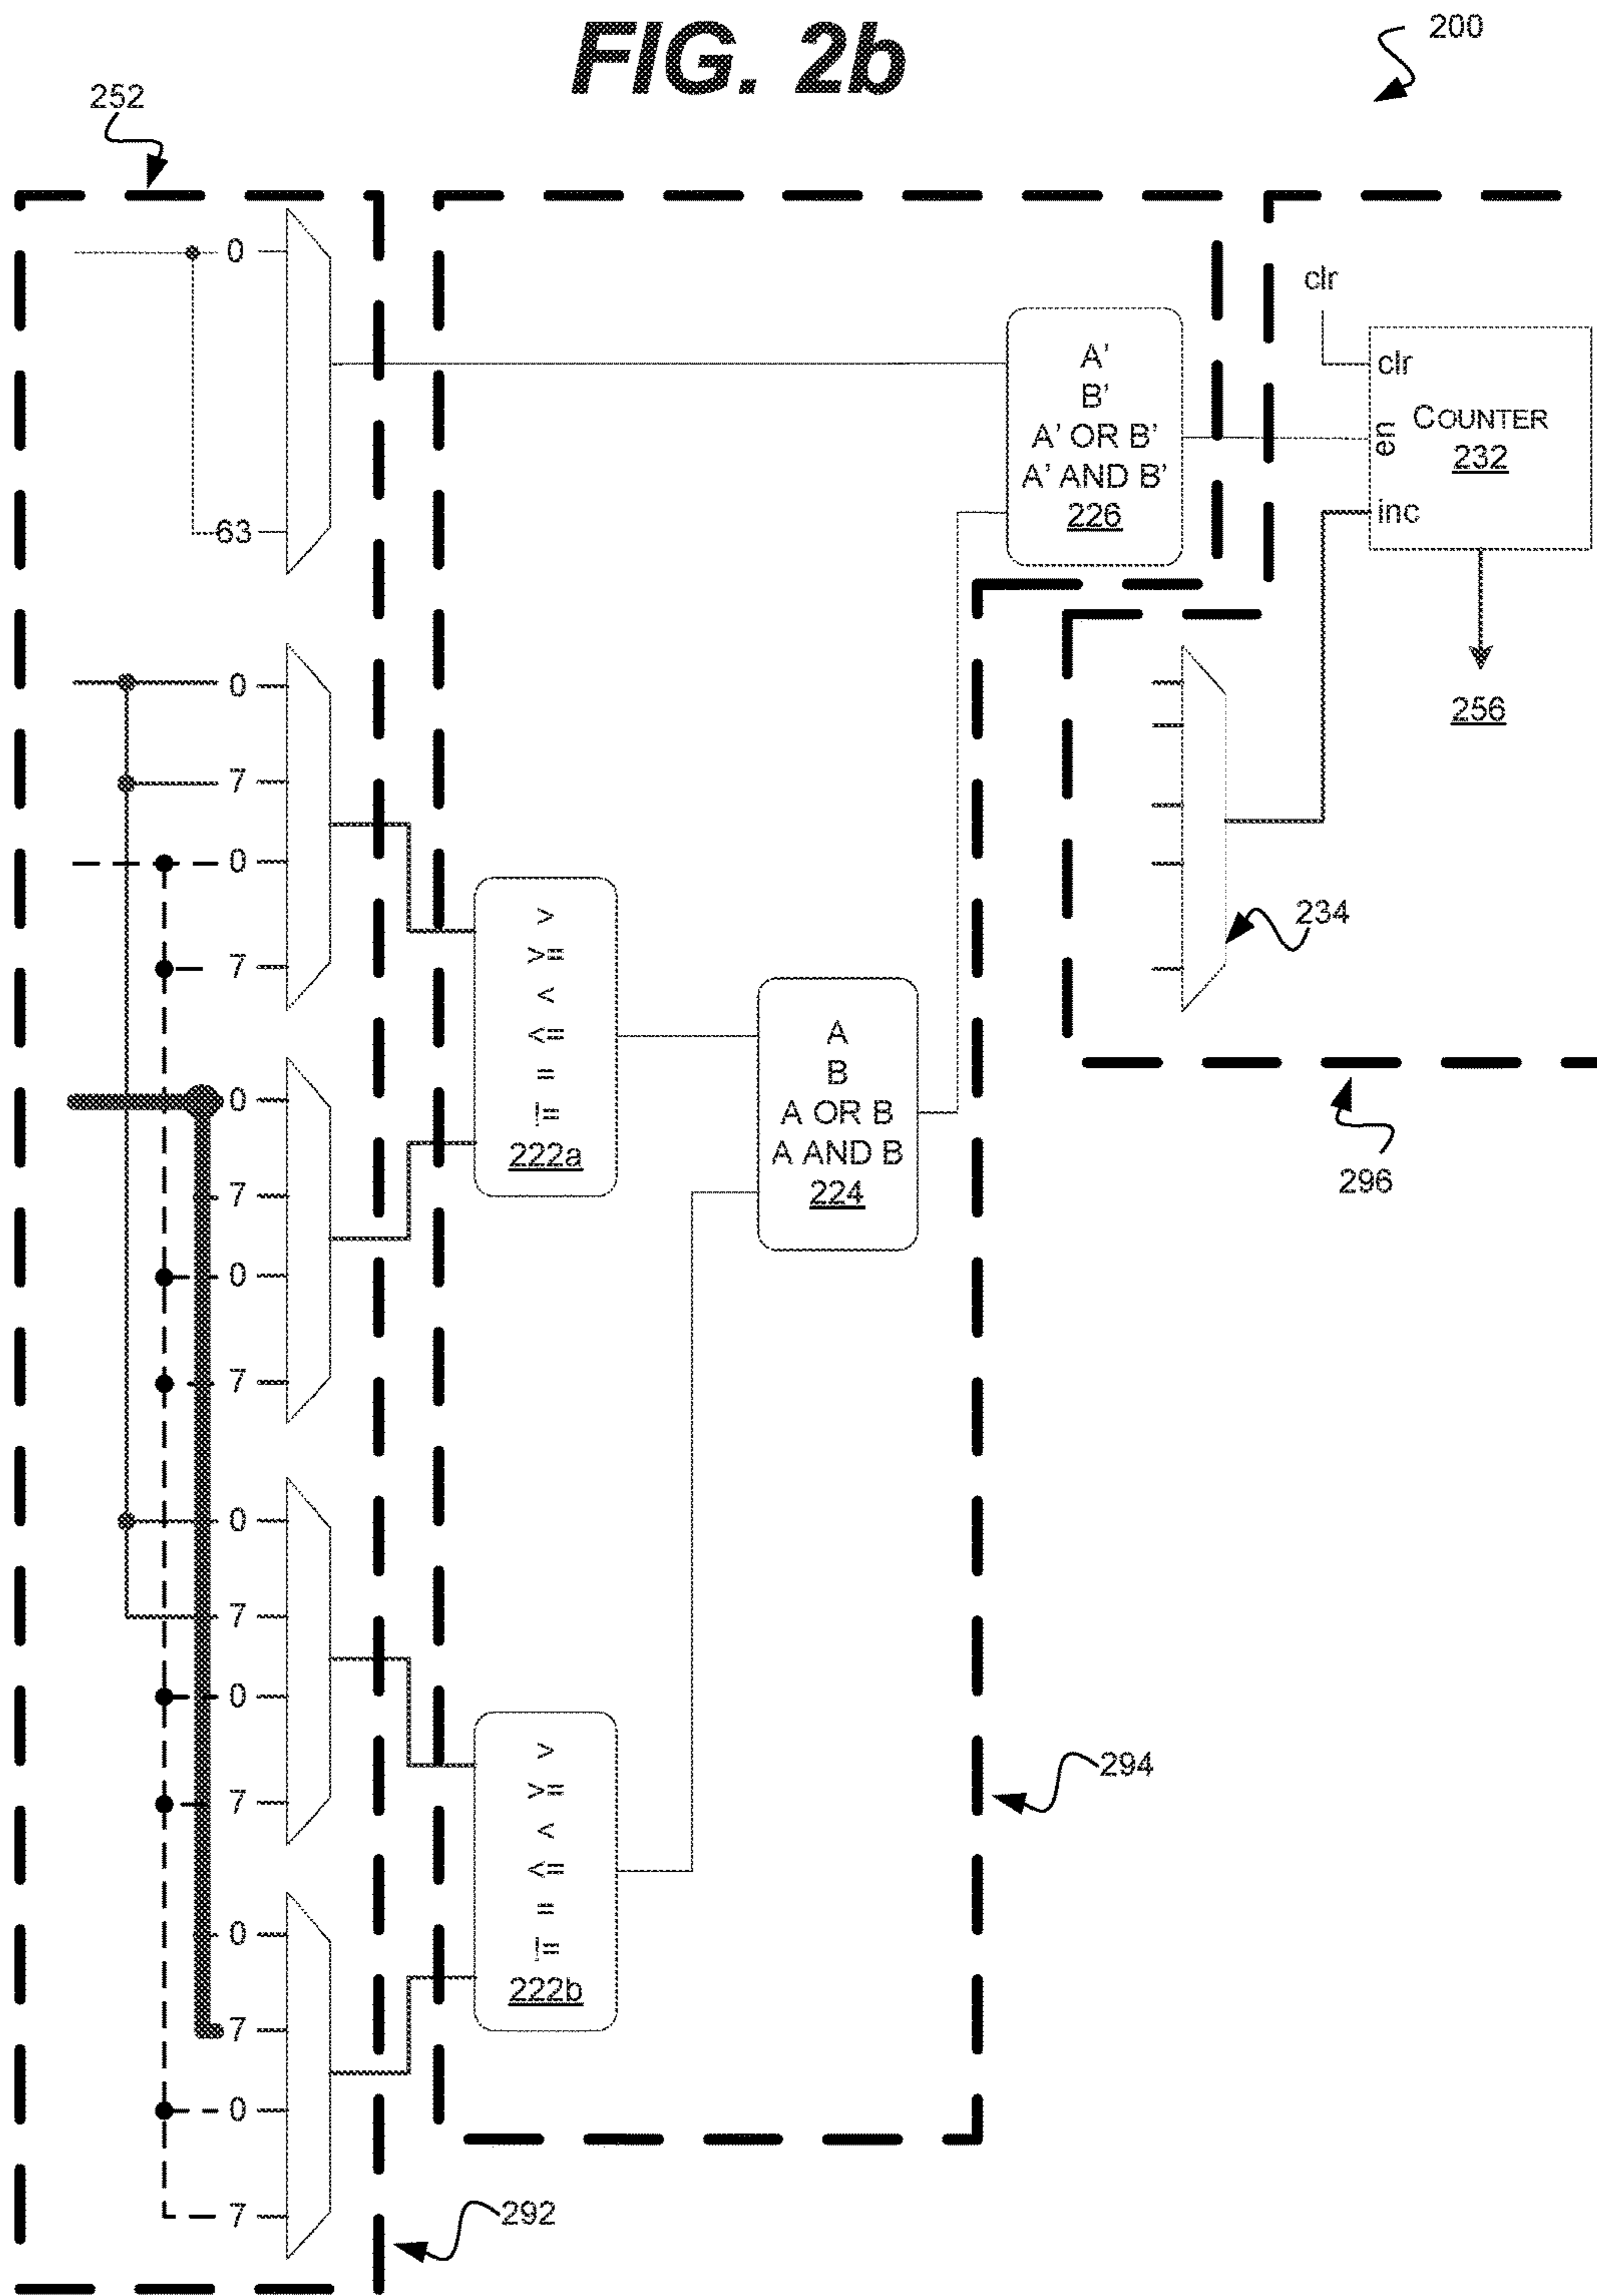 FIG. 2b
200
252
0
63
A'
B'
A' OR B'
A' AND B'
226
clr
clr
en
COUNTER
232
inc
256
0
7
0
7
234
296
>
>=
<
<=
=
!=
222a
A
B
A OR B
A AND B
224
0
7
0
7
0
7
0
7
>
>=
<
<=
=
!=
222b
294
0
7
0
7
292